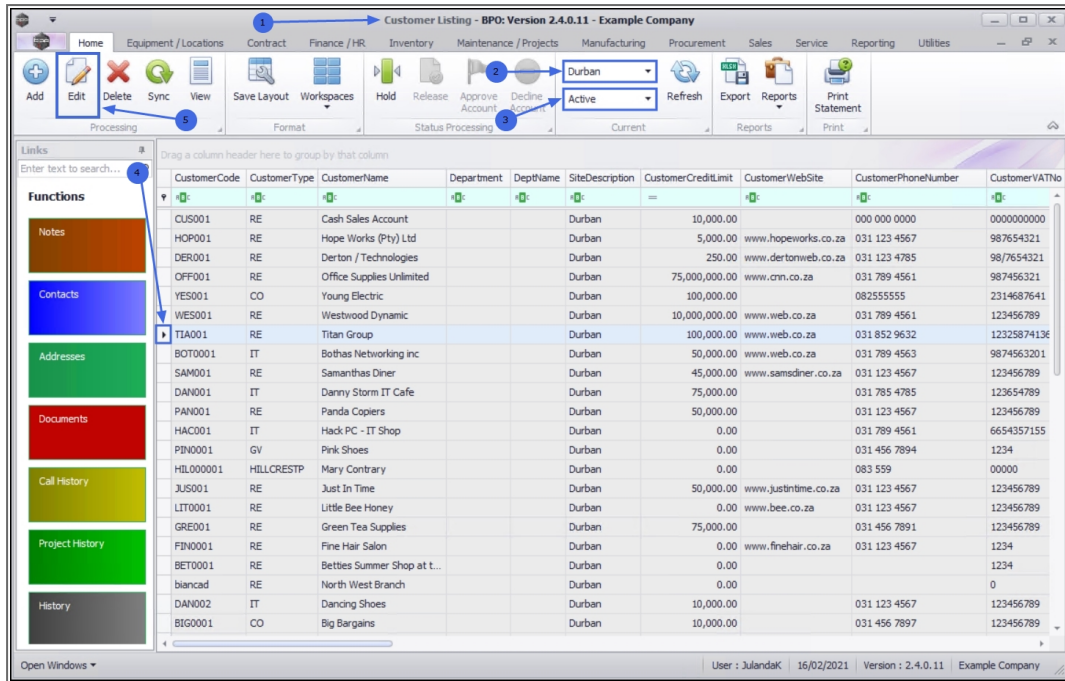 1
Customer Listing - BPO: Version 2.4.0.11 - Example Company
Home Equipment / Locations Contract Finance / HR Inventory Maintenance / Projects Manufacturing Procurement Sales Service Reporting Utilities
2 Durban
3 Active
Add Edit Delete Sync View Save Layout Workspaces Hold Release Approve Account Decline Account Refresh Export Reports Print Statement
5
Processing Format Status Processing Current Reports Print
Links
Drag a column header here to group by that column
Enter text to search...
4
CustomerCode CustomerType CustomerName Department DeptName SiteDescription CustomerCreditLimit CustomerWebSite CustomerPhoneNumber CustomerVATNo
=
CUS001 RE Cash Sales Account Durban 10,000.00 000 000 0000 0000000000
HOP001 RE Hope Works (Pty) Ltd Durban 5,000.00 www.hopeworks.co.za 031 123 4567 987654321
DER001 RE Derton / Technologies Durban 250.00 www.dertonweb.co.za 031 123 4785 98/7654321
OFF001 RE Office Supplies Unlimited Durban 75,000,000.00 www.cnn.co.za 031 789 4561 987456321
YES001 CO Young Electric Durban 100,000.00 082555555 2314687641
WES001 RE Westwood Dynamic Durban 10,000,000.00 www.web.co.za 031 789 4561 123456789
TIA001 RE Titan Group Durban 100,000.00 www.web.co.za 031 852 9632 12325874136
BOT0001 IT Bothas Networking inc Durban 50,000.00 www.web.co.za 031 789 4563 9874563201
SAM001 RE Samanthas Diner Durban 45,000.00 www.samsdiner.co.za 031 123 4567 123456789
DAN001 IT Danny Storm IT Cafe Durban 75,000.00 031 785 4785 123654789
PAN001 RE Panda Copiers Durban 50,000.00 031 123 4567 123456789
HAC001 IT Hack PC - IT Shop Durban 0.00 031 789 4561 6654357155
PIN0001 GV Pink Shoes Durban 0.00 031 456 7894 1234
HIL000001 HILLCRESTP Mary Contrary Durban 0.00 083 559 00000
JUS001 RE Just In Time Durban 50,000.00 www.justintime.co.za 031 123 4567 123456789
LIT0001 RE Little Bee Honey Durban 0.00 www.bee.co.za 031 123 4567 123456789
GRE001 RE Green Tea Supplies Durban 75,000.00 031 456 7891 123456789
FIN0001 RE Fine Hair Salon Durban 0.00 www.finehair.co.za 031 123 4567 1234
BET0001 RE Betties Summer Shop at t... Durban 0.00 1234
biancad RE North West Branch Durban 0.00 0
DAN002 IT Dancing Shoes Durban 10,000.00 031 123 4567 123456789
BIG0001 CO Big Bargains Durban 10,000.00 031 456 7897 123456789
Functions
Notes
Contacts
Addresses
Documents
Call History
Project History
History
Open Windows User : JulandaK 16/02/2021 Version : 2.4.0.11 Example Company